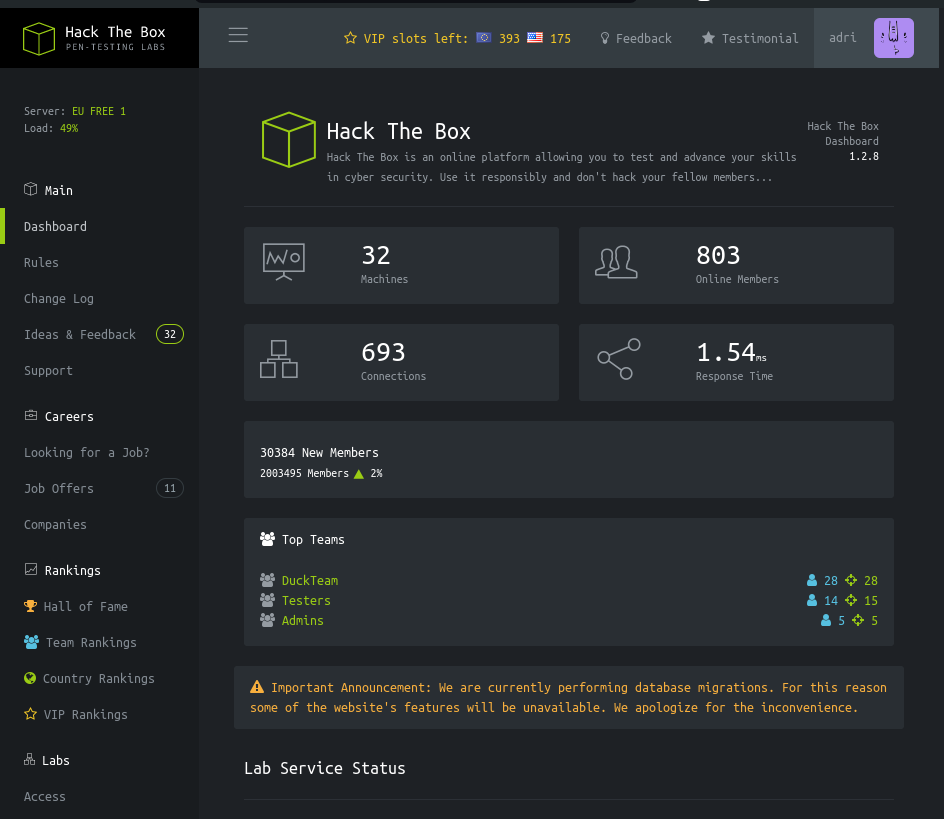 Hack The Box
PEN-TESTING LABS
VIP slots left: 393 175
Feedback
Testimonial
adri
Server: EU FREE 1
Load: 49%
Main
Dashboard
Rules
Change Log
Ideas & Feedback 32
Support
Careers
Looking for a Job?
Job Offers 11
Companies
Rankings
Hall of Fame
Team Rankings
Country Rankings
VIP Rankings
Labs
Access
Hack The Box
Hack The Box is an online platform allowing you to test and advance your skills
in cyber security. Use it responsibly and don't hack your fellow members...
Hack The Box
Dashboard
1.2.8
32
Machines
803
Online Members
693
Connections
1.54ms
Response Time
30384 New Members
2003495 Members 2%
Top Teams
DuckTeam 28 28
Testers 14 15
Admins 5 5
Important Announcement: We are currently performing database migrations. For this reason
some of the website's features will be unavailable. We apologize for the inconvenience.
Lab Service Status